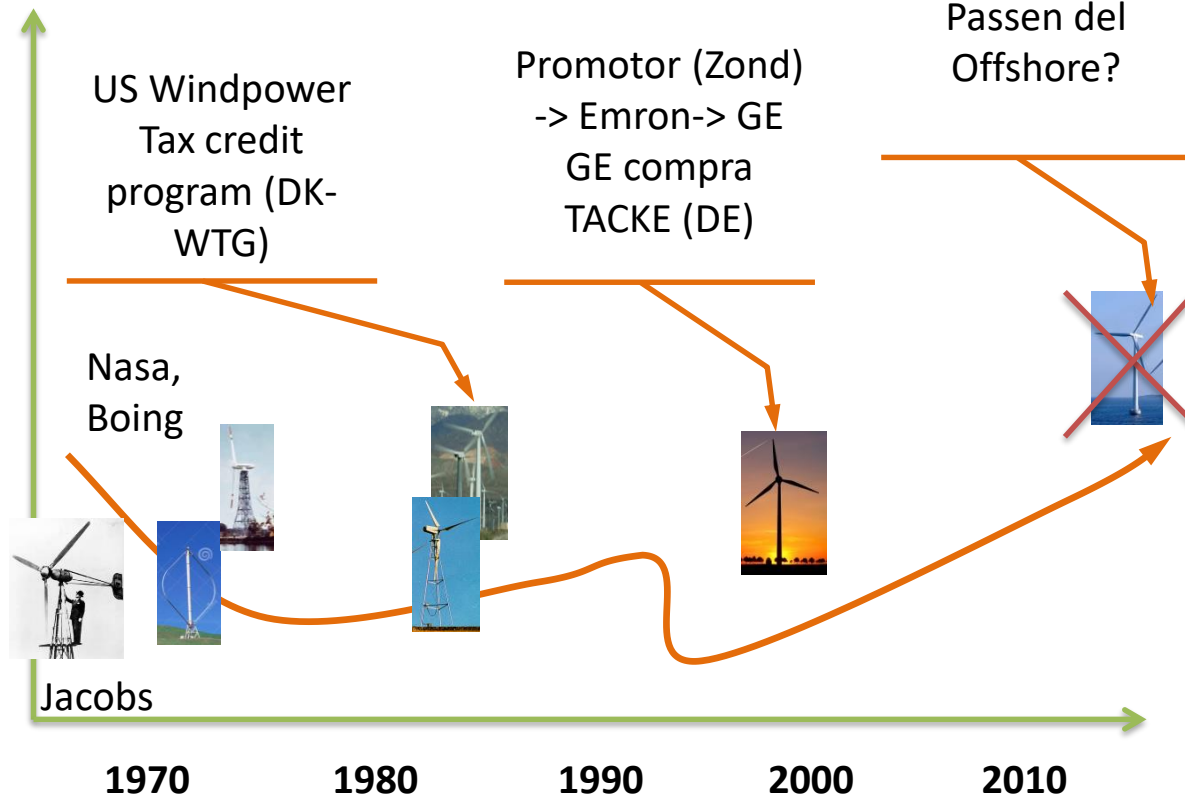 US Windpower
Tax credit
program (DK-
WTG)
Promotor (Zond)
-> Emron-> GE
GE compra
TACKE (DE)
Passen del
Offshore?
Nasa,
Boing
Jacobs
1970
1980
1990
2000
2010